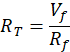 R_T = V_f / R_f